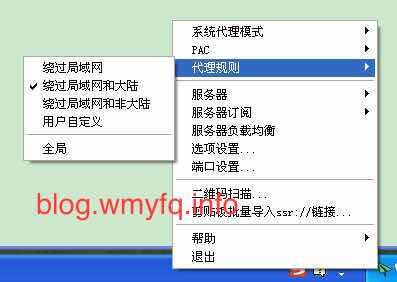 系统代理模式
PAC
代理规则
绕过局域网
绕过局域网和大陆
绕过局域网和非大陆
用户自定义
全局
服务器
服务器订阅
服务器负载均衡
选项设置...
端口设置...
二维码扫描...
剪贴板批量导入ssr://链接...
帮助
退出
blog.wmyfq.info